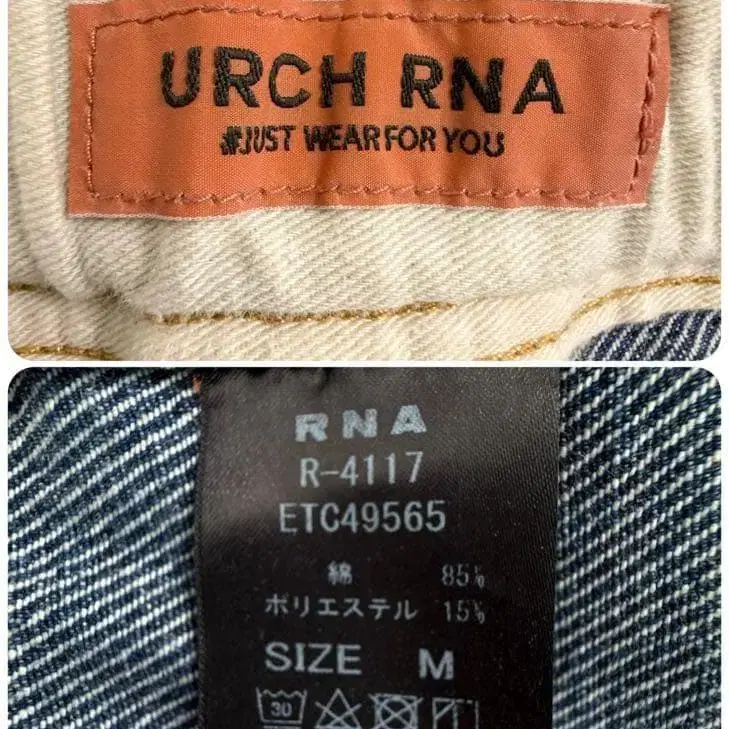 URCH RNA
#JUST WEAR FOR YOU
RNA
R-4117
ETC49565
綿 85%
ポリエステル 15%
SIZE M
30